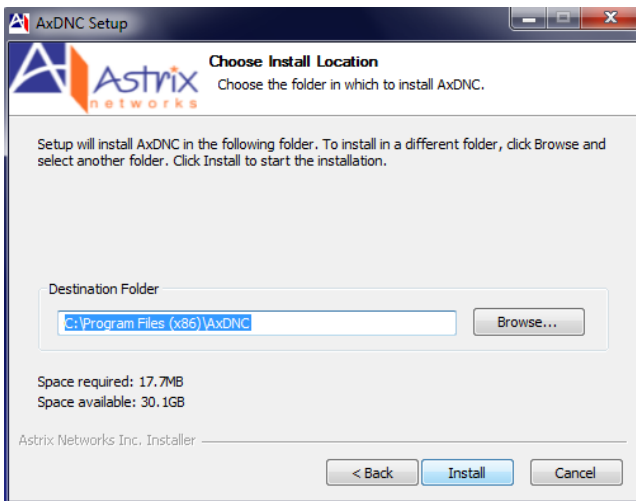 AxDNC Setup
Astrix
networks
Choose Install Location
Choose the folder in which to install AxDNC.
Setup will install AxDNC in the following folder. To install in a different folder, click Browse and
select another folder. Click Install to start the installation.
Destination Folder
C:\Program Files (x86)\AxDNC
Browse...
Space required: 17.7MB
Space available: 30.1GB
Astrix Networks Inc. Installer
< Back
Install
Cancel